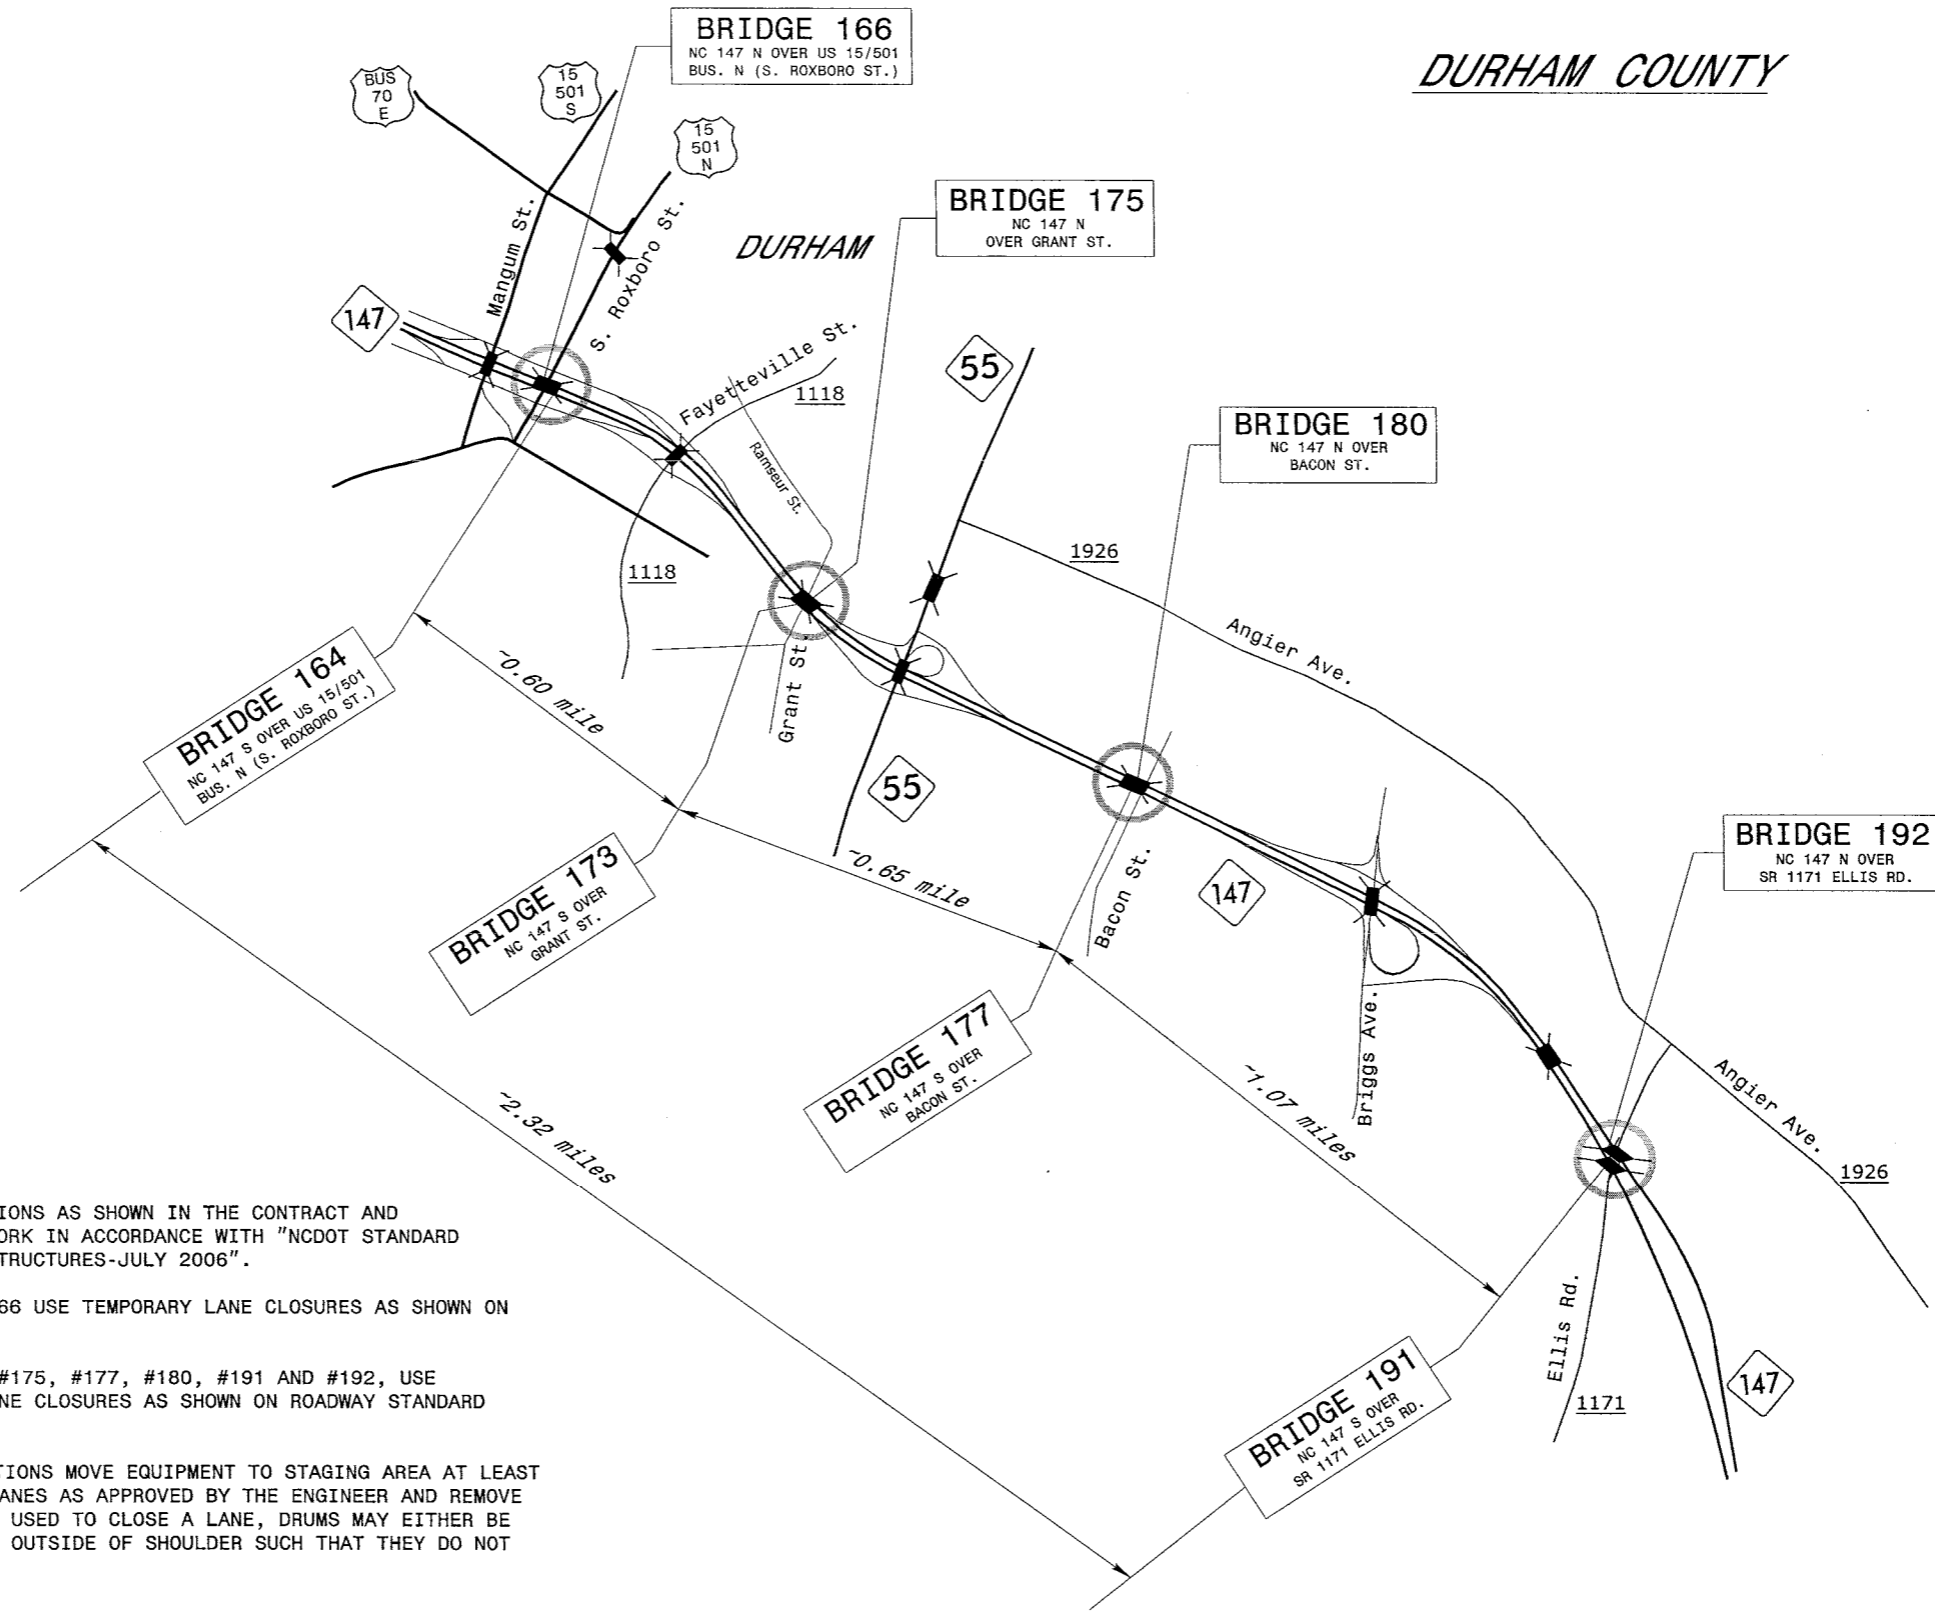 BRIDGE 166
NC 147 N OVER US 15/501
BUS. N (S. ROXBORO ST.)
DURHAM COUNTY
BUS
70
E
15
501
S
15
501
N
BRIDGE 175
NC 147 N
OVER GRANT ST.
DURHAM
Mangum St.
S. Roxboro St.
147
Fayetteville St.
1118
Ramseur St.
55
BRIDGE 180
NC 147 N OVER
BACON ST.
1118
1926
Angier Ave.
BRIDGE 164
NC 147 S OVER US 15/501
BUS. N (S. ROXBORO ST.)
~0.60 mile
Grant St.
55
BRIDGE 192
NC 147 N OVER
SR 1171 ELLIS RD.
BRIDGE 173
NC 147 S OVER
GRANT ST.
~0.65 mile
Bacon St.
147
BRIDGE 177
NC 147 S OVER
BACON ST.
Briggs Ave.
~2.32 miles
~1.07 miles
Angier Ave.
1926
IONS AS SHOWN IN THE CONTRACT AND
ORK IN ACCORDANCE WITH "NCDOT STANDARD
TRUCTURES-JULY 2006".
66 USE TEMPORARY LANE CLOSURES AS SHOWN ON
#175, #177, #180, #191 AND #192, USE
NE CLOSURES AS SHOWN ON ROADWAY STANDARD
TIONS MOVE EQUIPMENT TO STAGING AREA AT LEAST
ANES AS APPROVED BY THE ENGINEER AND REMOVE
USED TO CLOSE A LANE, DRUMS MAY EITHER BE
OUTSIDE OF SHOULDER SUCH THAT THEY DO NOT
Ellis Rd.
1171
147
BRIDGE 191
NC 147 S OVER
SR 1171 ELLIS RD.